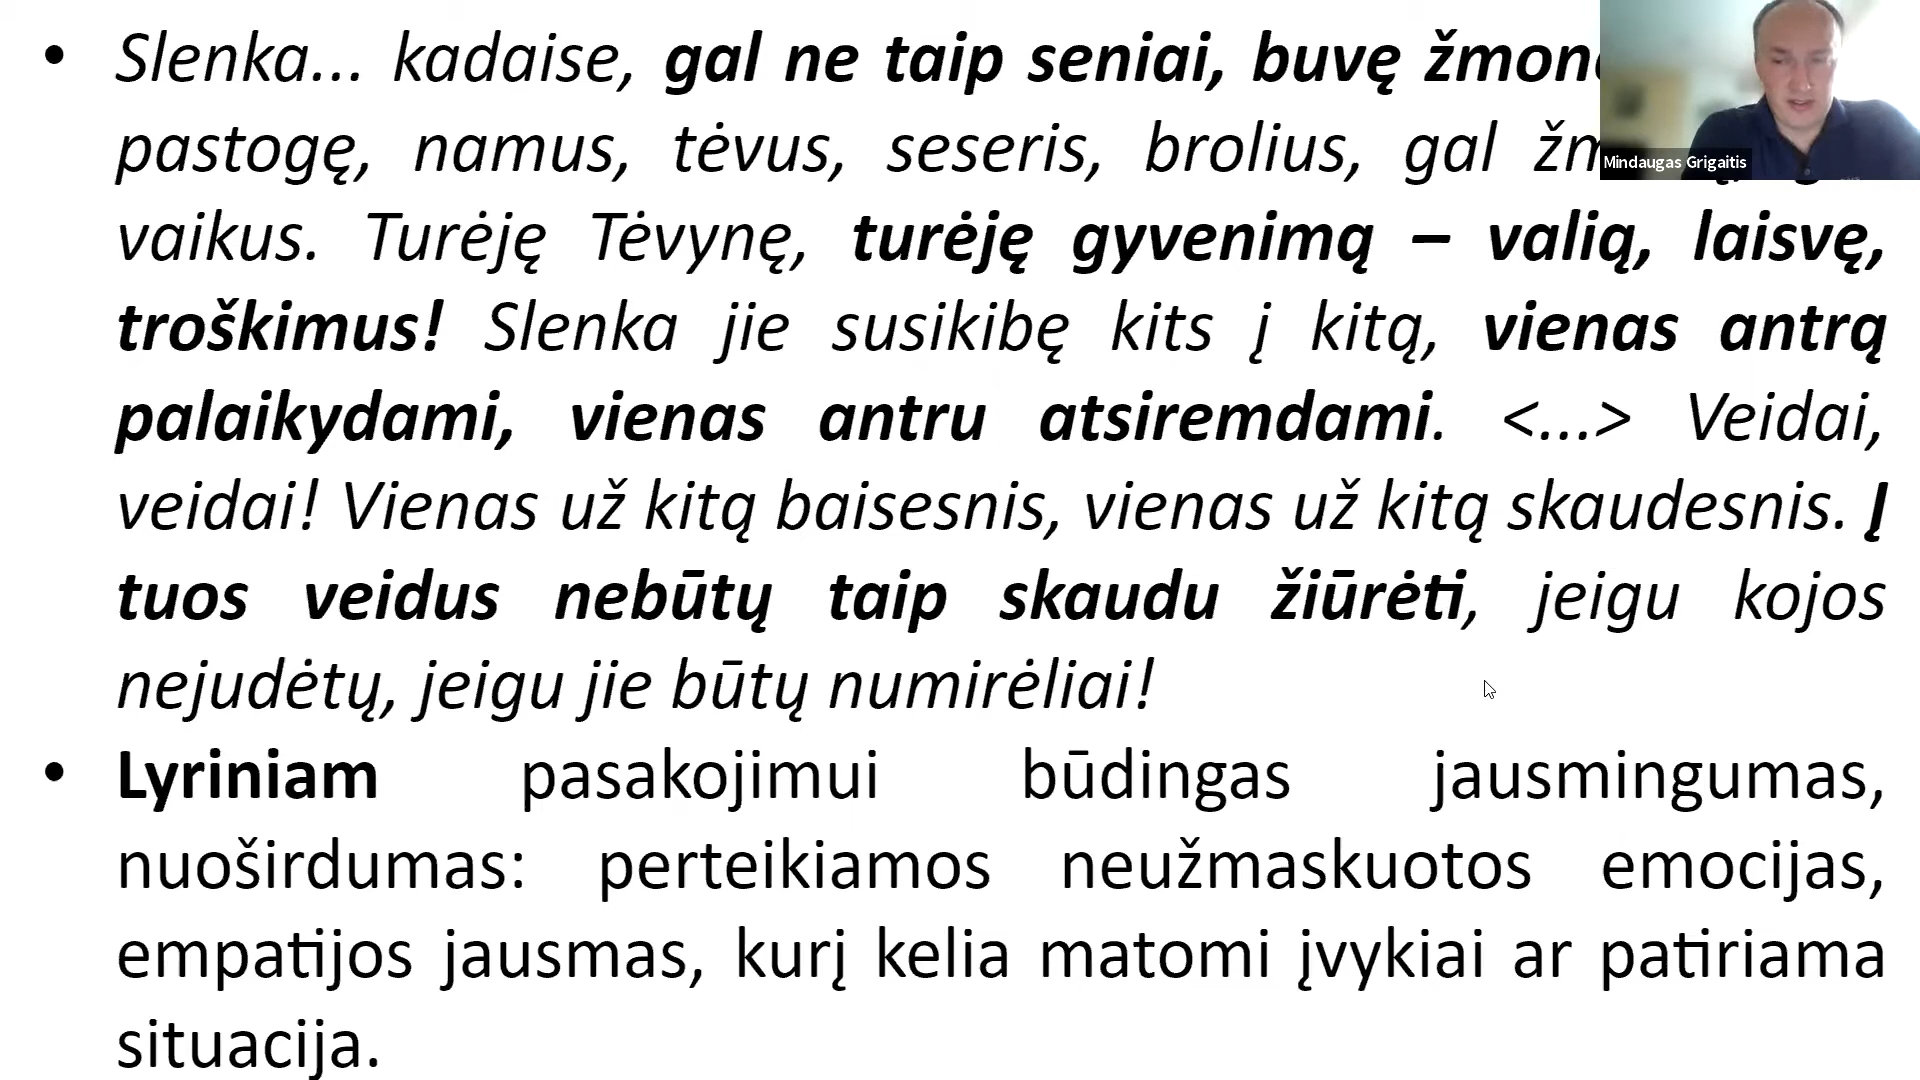 • Slenka... kadaise, gal ne taip seniai, buvę
pastogę, namus, tėvus, seseris, brolius, gal
vaikus. Turėję Tėvynę, turėję gyvenimą – valią, laisvę,
troškimus! Slenka jie susikibę kits į kitą, vienas antrą
palaikydami, vienas antru atsiremdami. <...> Veidai,
veidai! Vienas už kitą baisesnis, vienas už kitą skaudesnis. Į
tuos veidus nebūtų taip skaudu žiūrėti, jeigu kojos
nejudėtų, jeigu jie būtų numirėliai!
• Lyriniam pasakojimui būdingas jausmingumas,
nuoširdumas: perteikiamos neužmaskuotos emocijas,
empatijos jausmas, kurį kelia matomi įvykiai ar patiriama
situacija.
Mindaugas Grigaitis